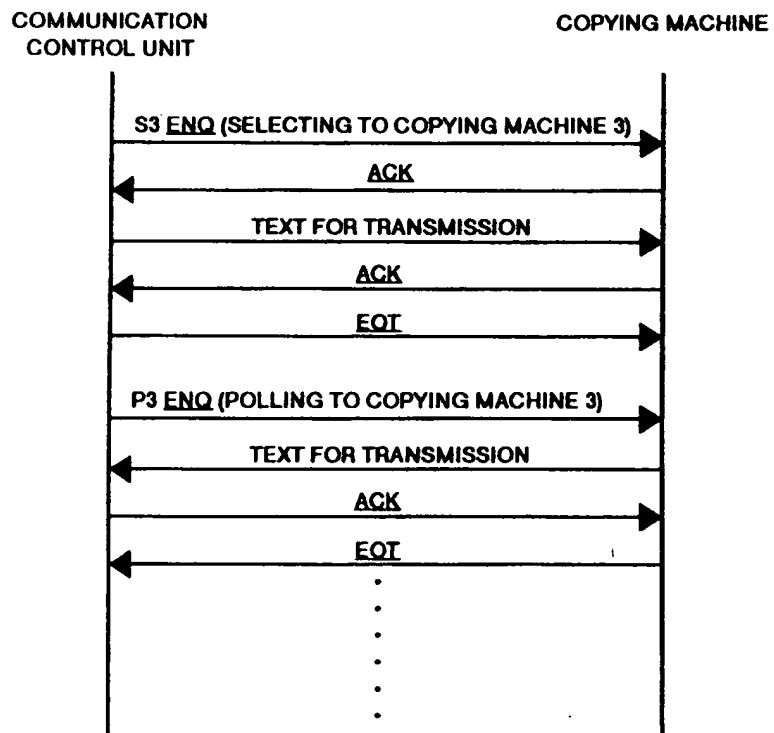 COMMUNICATION
CONTROL UNIT
COPYING MACHINE
S3 ENQ (SELECTING TO COPYING MACHINE 3)
ACK
TEXT FOR TRANSMISSION
ACK
EOT
P3 ENQ (POLLING TO COPYING MACHINE 3)
TEXT FOR TRANSMISSION
ACK
EOT